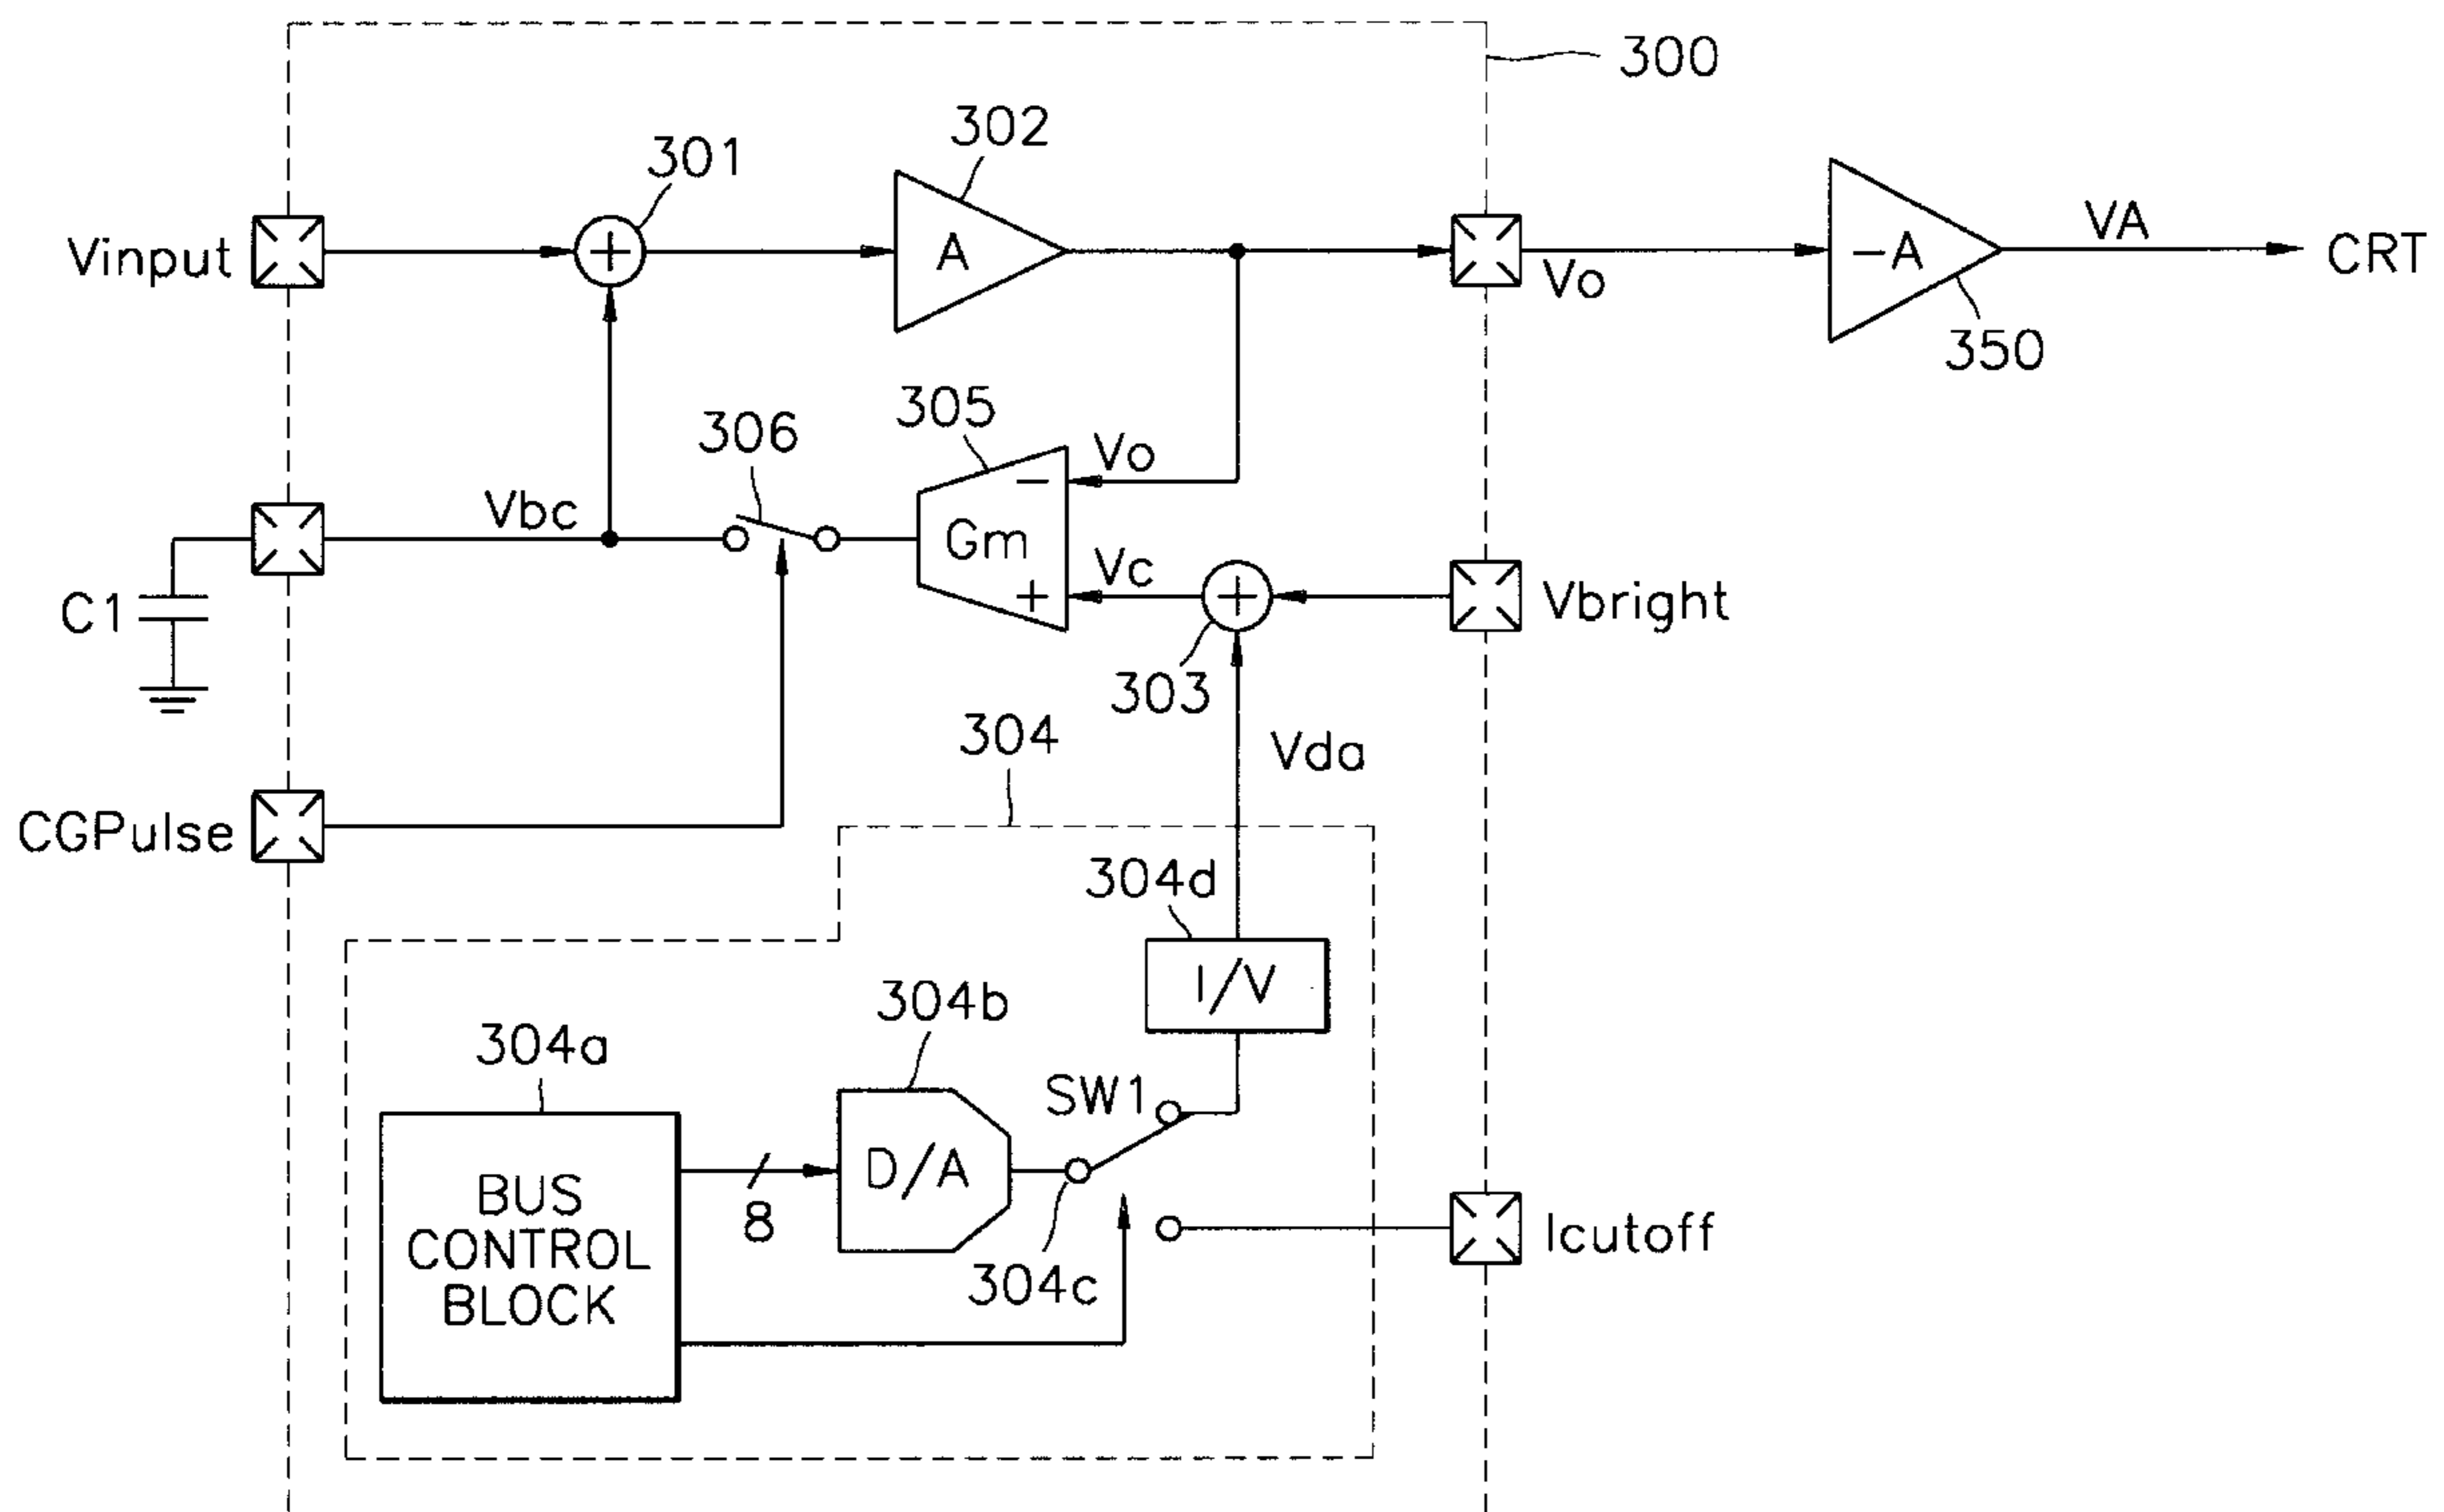 300
302
301
Vinput
+
A
Vo
-A
VA
CRT
350
305
306
Vo
−
Vbc
Gm
Vc
+
+
Vbright
C1
303
304
Vda
CGPulse
304d
I/V
304b
304a
SW1
BUS
CONTROL
BLOCK
8
D/A
304c
Icutoff